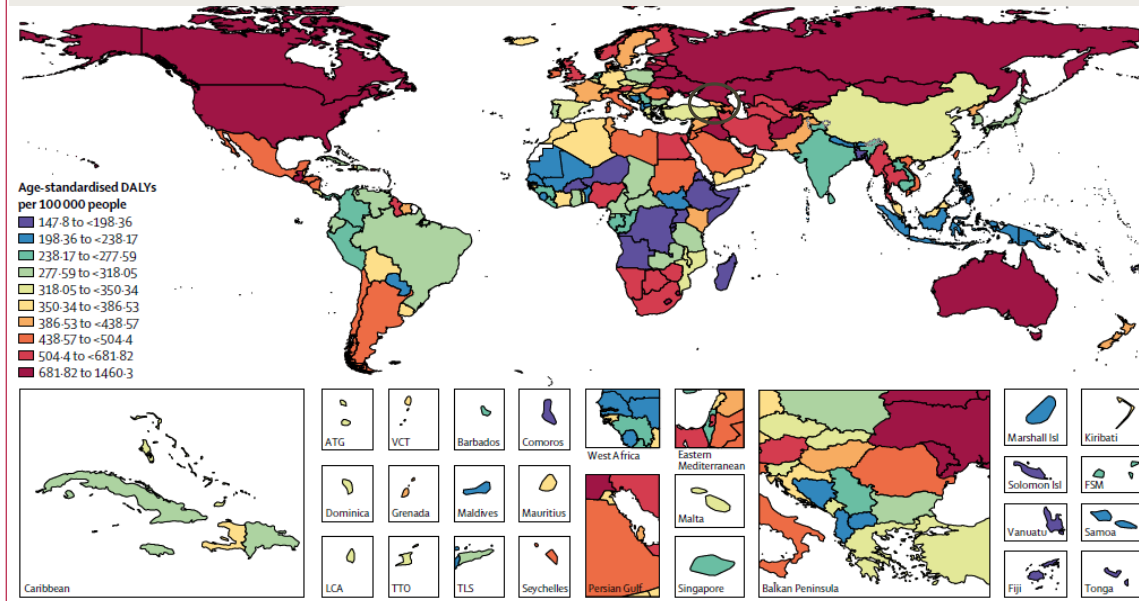 Age-standardised DALYs
per 100 000 people
147·8 to <198·36
198·36 to <238·17
238·17 to <277·59
277·59 to <318·05
318·05 to <350·34
350·34 to <386·53
386·53 to <438·57
438·57 to <504·4
504·4 to <681·82
681·82 to 1460·3
Caribbean
ATG
VCT
Barbados
Comoros
Dominica
Grenada
Maldives
Mauritius
LCA
TTO
TLS
Seychelles
West Africa
Eastern
Mediterranean
Persian Gulf
Malta
Singapore
Balkan Peninsula
Marshall Isl
Kiribati
Solomon Isl
FSM
Vanuatu
Samoa
Fiji
Tonga